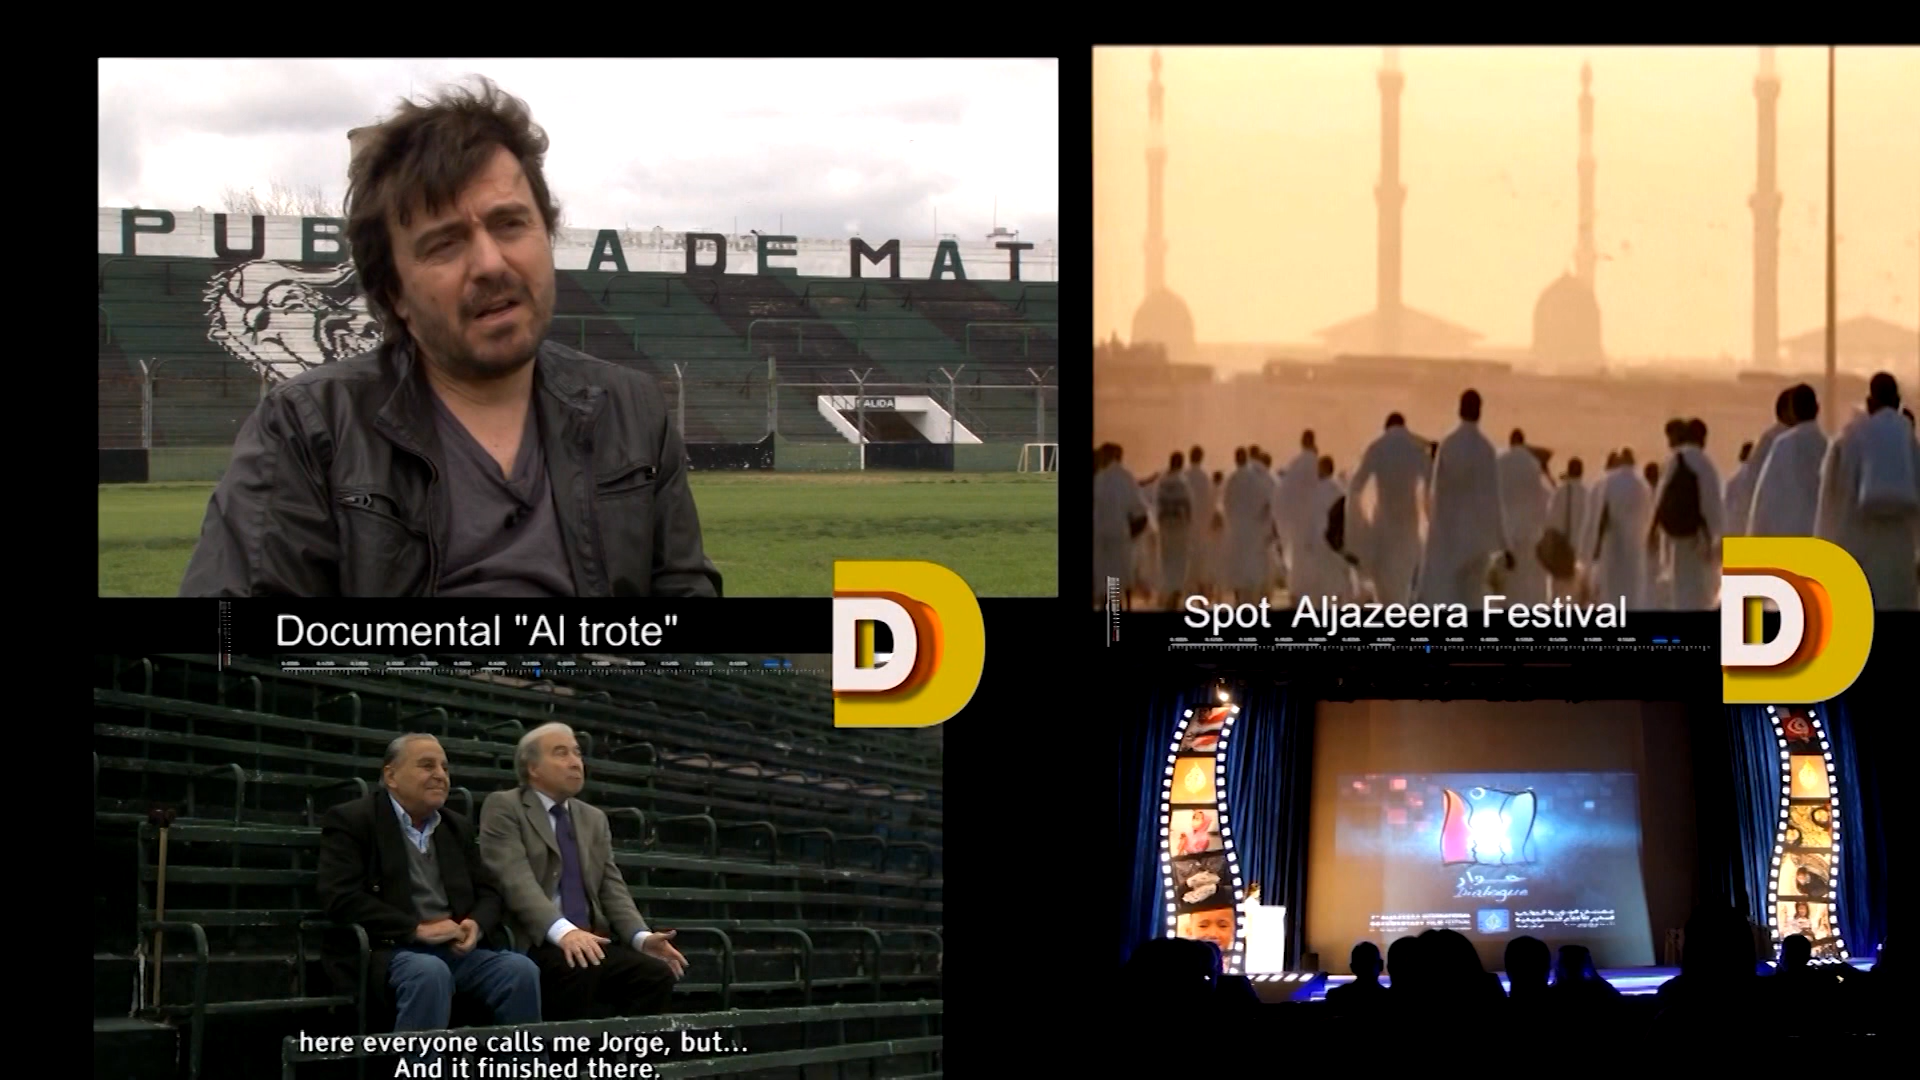 PUB A DE MAT
SALIDA
Documental "Al trote"
D
here everyone calls me Jorge, but...
And it finished there.
Spot Aljazeera Festival
D
حوار
Dialogue